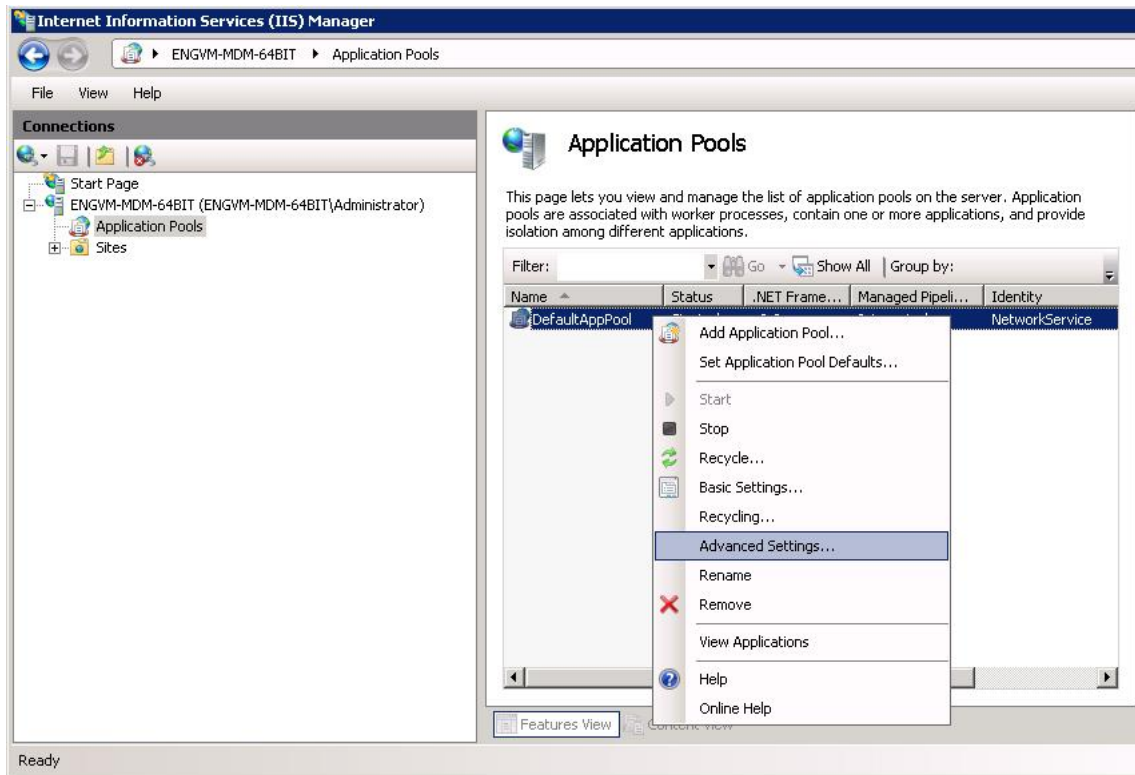 Internet Information Services (IIS) Manager
ENGVM-MDM-64BIT Application Pools
File View Help
Connections
Start Page
ENGVM-MDM-64BIT (ENGVM-MDM-64BIT\Administrator)
Application Pools
Sites
Application Pools
This page lets you view and manage the list of application pools on the server. Application
pools are associated with worker processes, contain one or more applications, and provide
isolation among different applications.
Filter: Go Show All Group by:
Name Status .NET Frame... Managed Pipeli... Identity
DefaultAppPool NetworkService
Add Application Pool...
Set Application Pool Defaults...
Start
Stop
Recycle...
Basic Settings...
Recycling...
Advanced Settings...
Rename
Remove
View Applications
Help
Online Help
Features View Content View
Ready